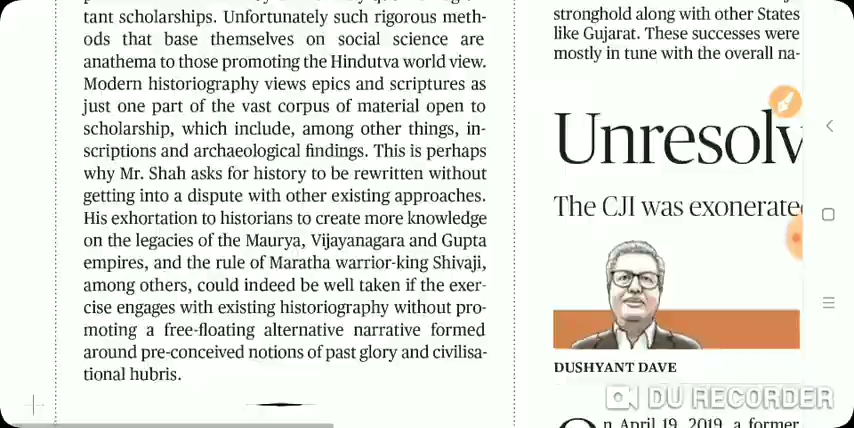 tant scholarships. Unfortunately such rigorous meth-
ods that base themselves on social science are
anathema to those promoting the Hindutva world view.
Modern historiography views epics and scriptures as
just one part of the vast corpus of material open to
scholarship, which include, among other things, in-
scriptions and archaeological findings. This is perhaps
why Mr. Shah asks for history to be rewritten without
getting into a dispute with other existing approaches.
His exhortation to historians to create more knowledge
on the legacies of the Maurya, Vijayanagara and Gupta
empires, and the rule of Maratha warrior-king Shivaji,
among others, could indeed be well taken if the exer-
cise engages with existing historiography without pro-
moting a free-floating alternative narrative formed
around pre-conceived notions of past glory and civilisa-
tional hubris.
stronghold along with other States
like Gujarat. These successes were
mostly in tune with the overall na-
Unresolv
The CJI was exonerate
DUSHYANT DAVE
DU RECORDER
On April 19, 2019, a former